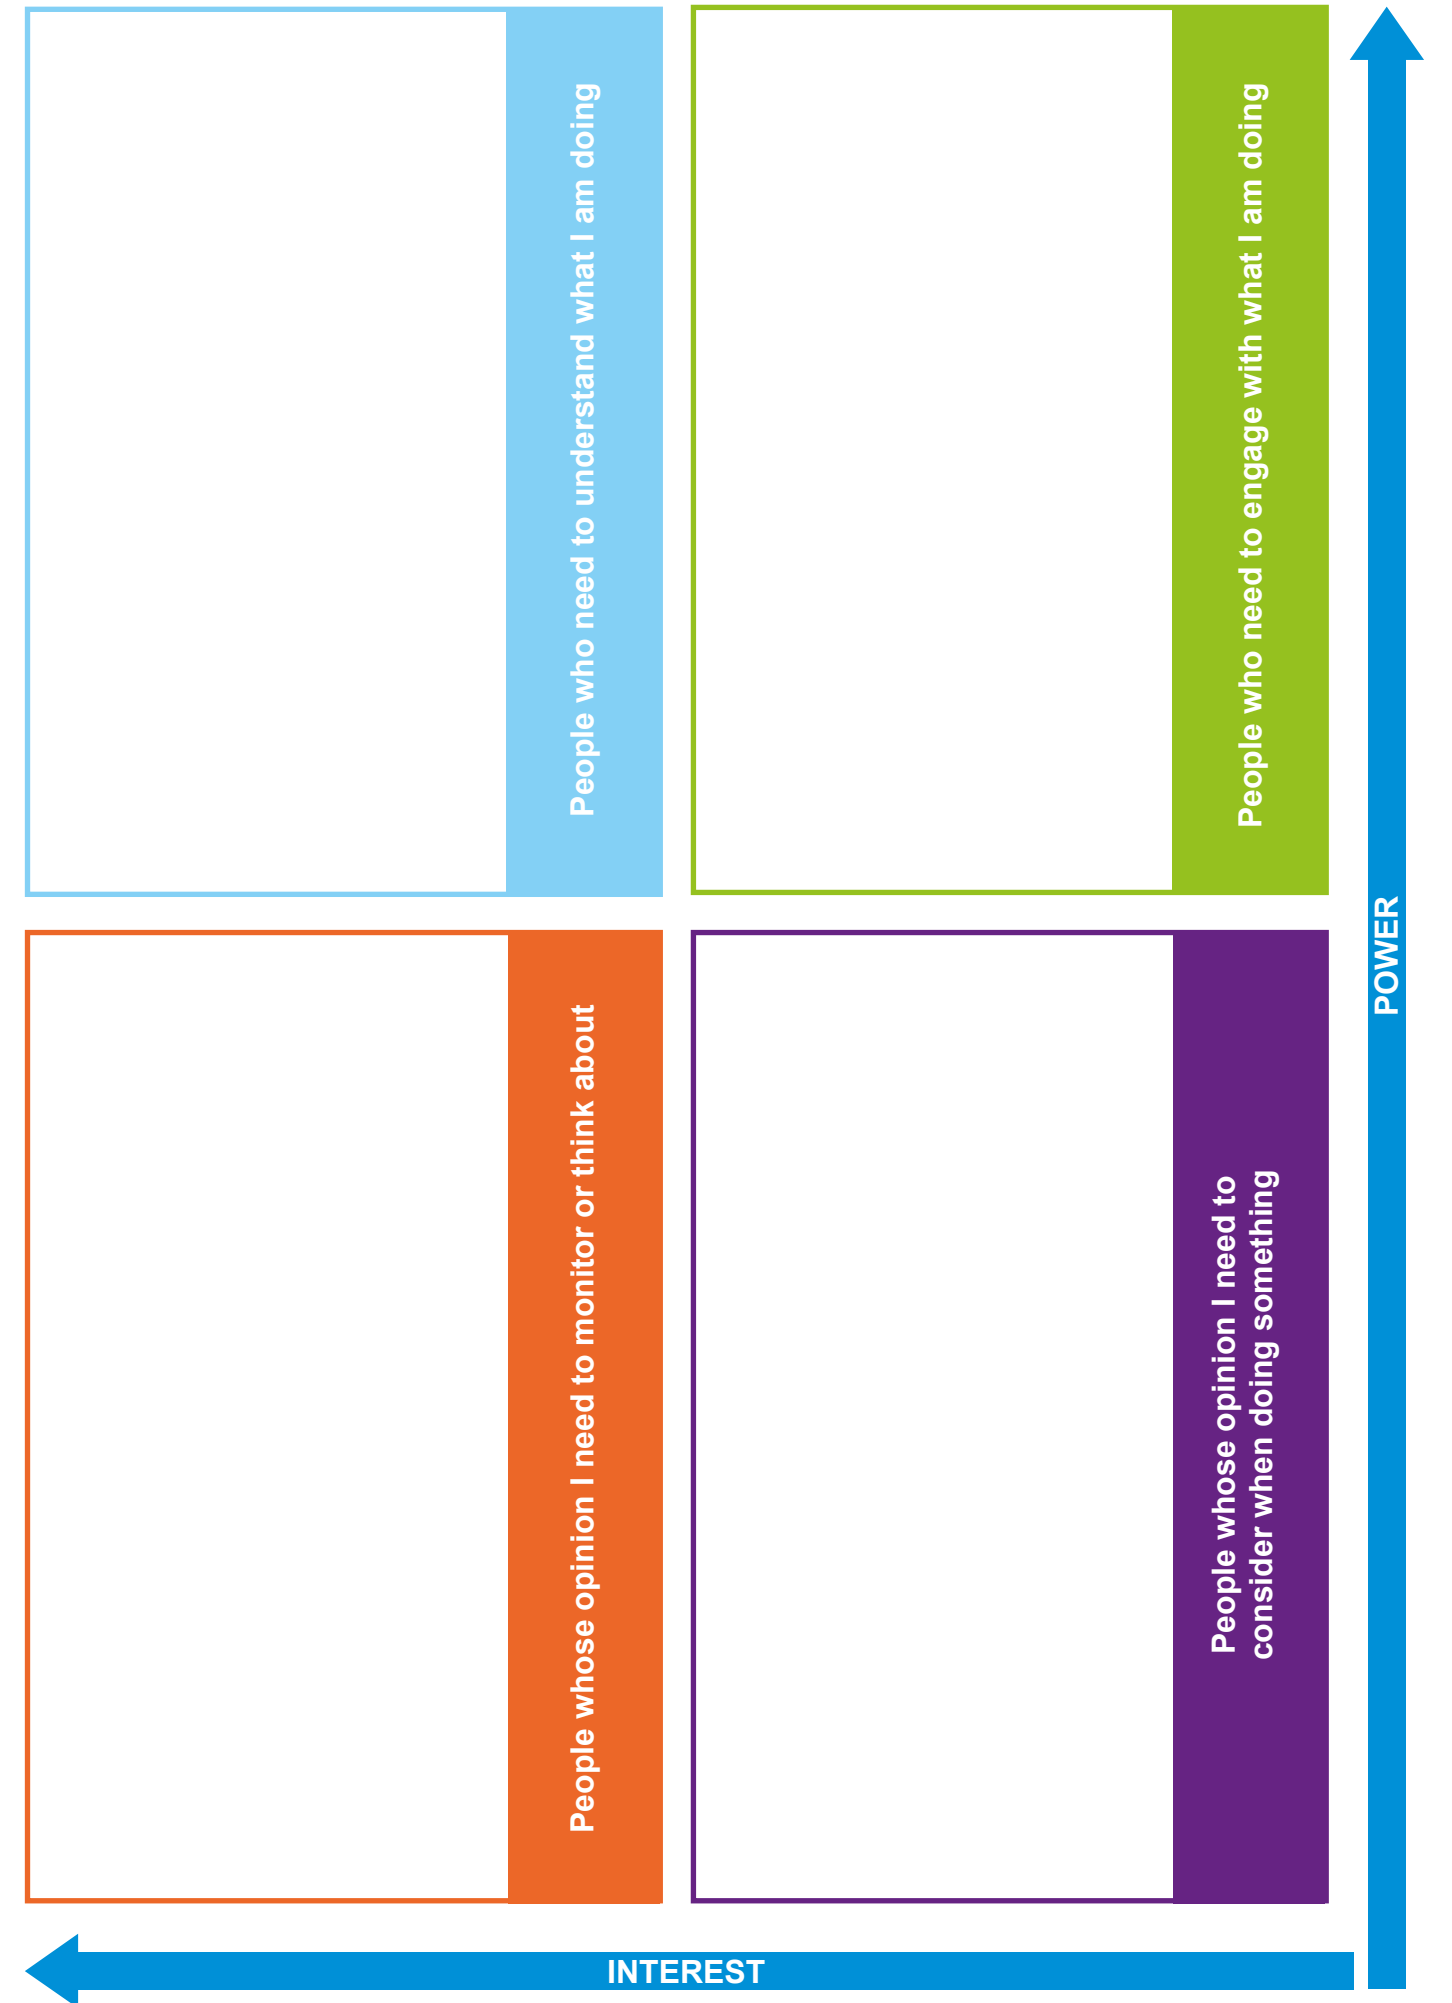 People who need to understand what I am doing
People who need to engage with what I am doing
POWER
People whose opinion I need to monitor or think about
People whose opinion I need to
consider when doing something
INTEREST